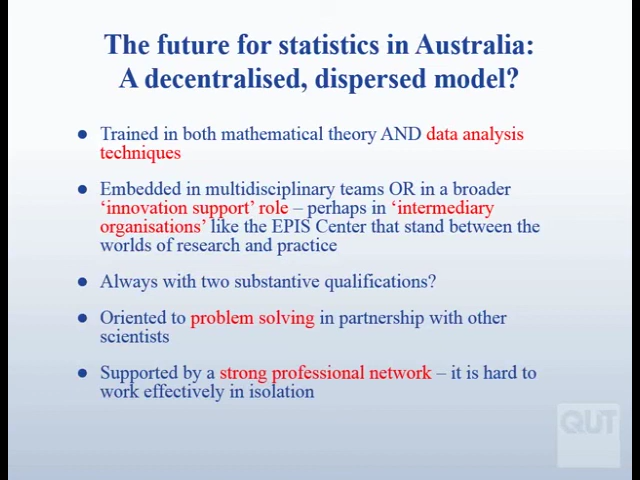 The future for statistics in Australia:
A decentralised, dispersed model?
● Trained in both mathematical theory AND data analysis
techniques
● Embedded in multidisciplinary teams OR in a broader
‘innovation support’ role – perhaps in ‘intermediary
organisations’ like the EPIS Center that stand between the
worlds of research and practice
● Always with two substantive qualifications?
● Oriented to problem solving in partnership with other
scientists
● Supported by a strong professional network – it is hard to
work effectively in isolation
QUT